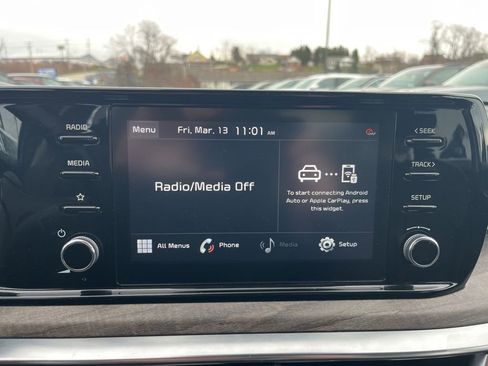 RADIO
MEDIA
Menu
Fri, Mar. 13 11:01 AM
Radio/Media Off
To start connecting Android
Auto or Apple CarPlay, press
this widget.
All Menus
Phone
Media
Setup
< SEEK
TRACK >
SETUP